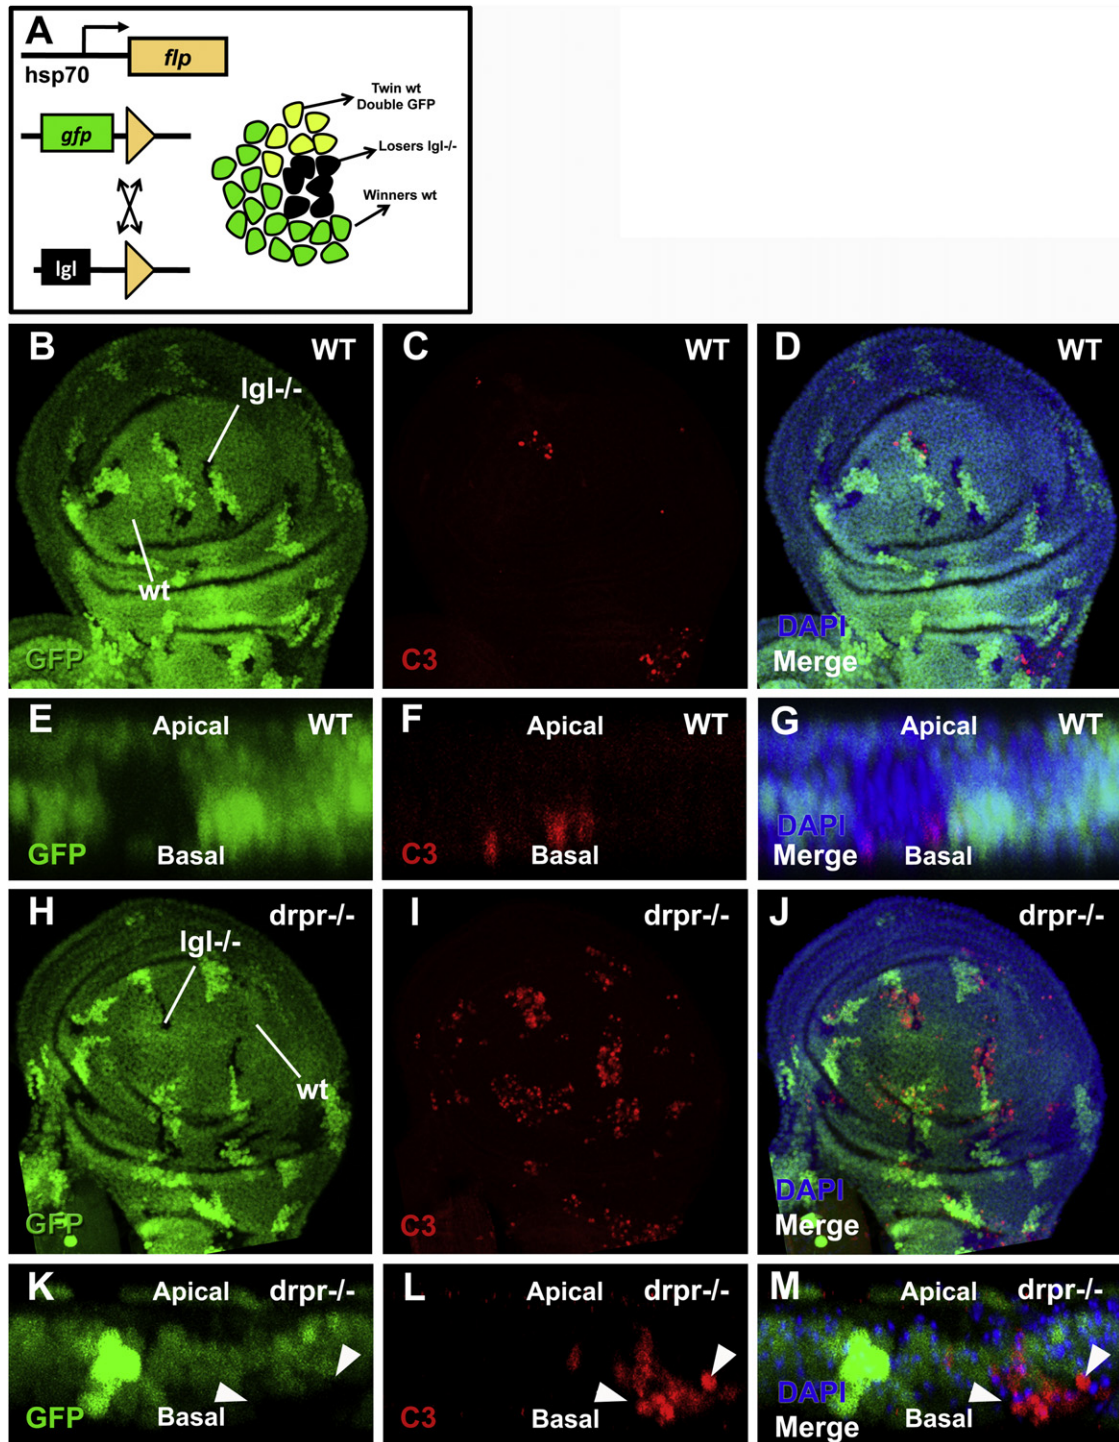 A
hsp70
flp
gfp
lgl
Twin wt
Double GFP
Losers lgl-/-
Winners wt
B
WT
lgl-/-
wt
GFP
C
WT
C3
D
WT
DAPI
Merge
E
Apical
WT
GFP
Basal
F
Apical
WT
C3
Basal
G
Apical
WT
DAPI
Merge
Basal
H
drpr-/-
lgl-/-
wt
GFP
I
drpr-/-
C3
J
drpr-/-
DAPI
Merge
K
Apical
drpr-/-
GFP
Basal
L
Apical
drpr-/-
C3
Basal
M
Apical
drpr-/-
DAPI
Merge
Basal